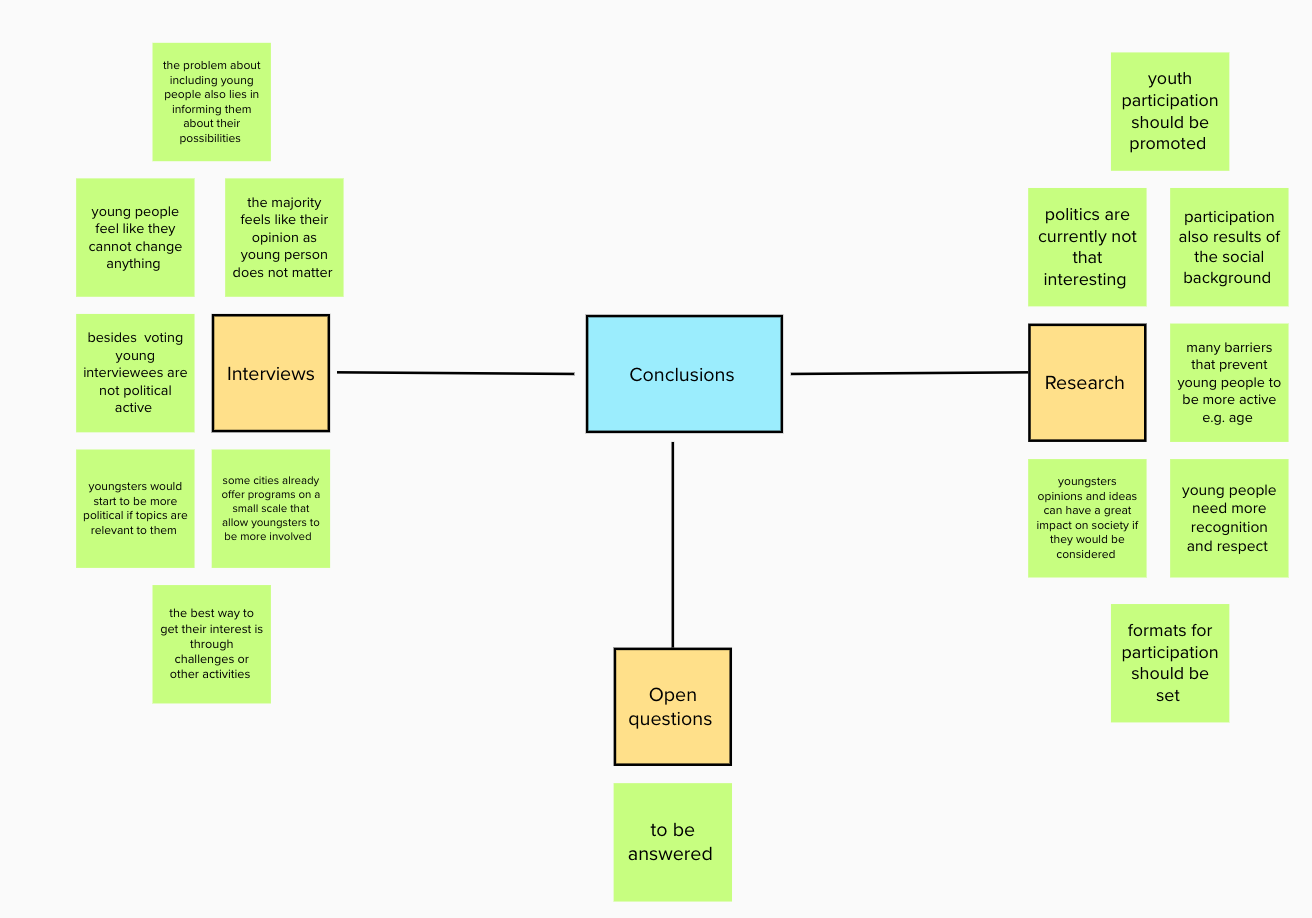 the problem about
including young
people also lies in
informing them
about their
possibilities
young people
feel like they
cannot change
anything
the majority
feels like their
opinion as
young person
does not matter
besides  voting
young
interviewees are
not political
active
Interviews
youngsters would
start to be more
political if topics are
relevant to them
some cities already
offer programs on a
small scale that
allow youngsters to
be more involved
the best way to
get their interest is
through
challenges or
other activities
Conclusions
Open
questions
to be
answered
youth
participation
should be
promoted
politics are
currently not
that
interesting
participation
also results of
the social
background
Research
many barriers
that prevent
young people to
be more active
e.g. age
youngsters
opinions and ideas
can have a great
impact on society if
they would be
considered
young people
need more
recognition
and respect
formats for
participation
should be
set